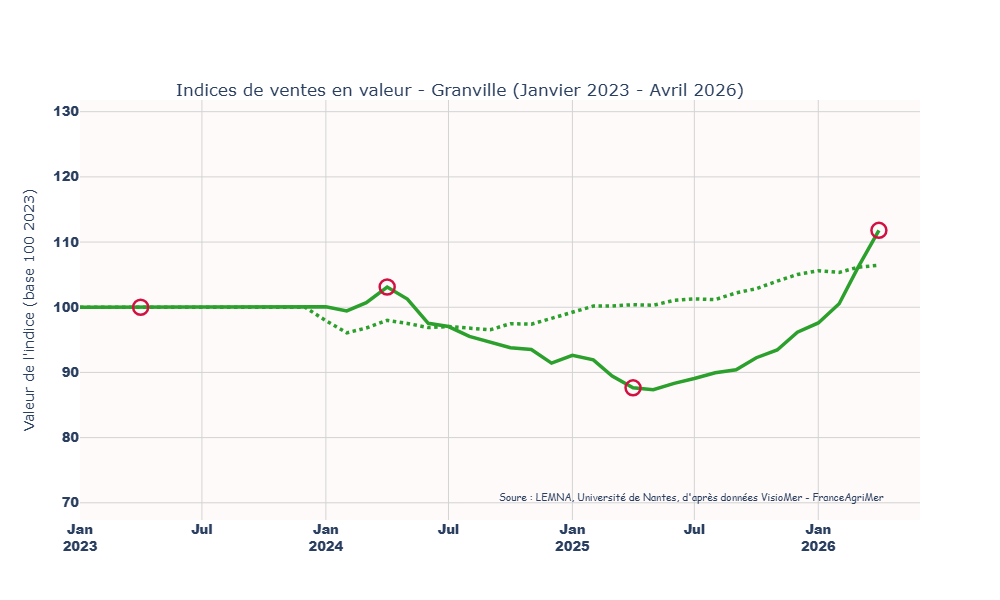 Indices de ventes en valeur - Granville (Janvier 2023 - Avril 2026)
Valeur de l'indice (base 100 2023)
130
120
110
100
90
80
70
Soure : LEMNA, Université de Nantes, d'après données VisioMer - FranceAgriMer
Jan Jul Jan Jul Jan Jul Jan
2023 2024 2025 2026